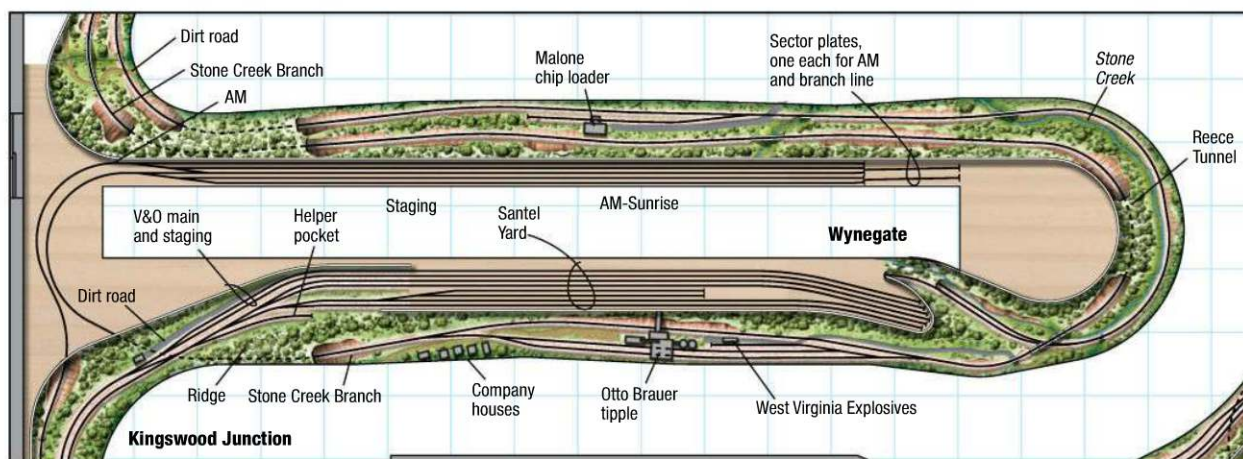 Dirt road
Stone Creek Branch
AM
Malone
chip loader
Sector plates,
one each for AM
and branch line
Stone
Creek
Reece
Tunnel
Staging
AM-Sunrise
V&O main
and staging
Helper
pocket
Santel
Yard
Wynegate
Dirt road
Ridge
Stone Creek Branch
Company
houses
Otto Brauer
tipple
West Virginia Explosives
Kingswood Junction